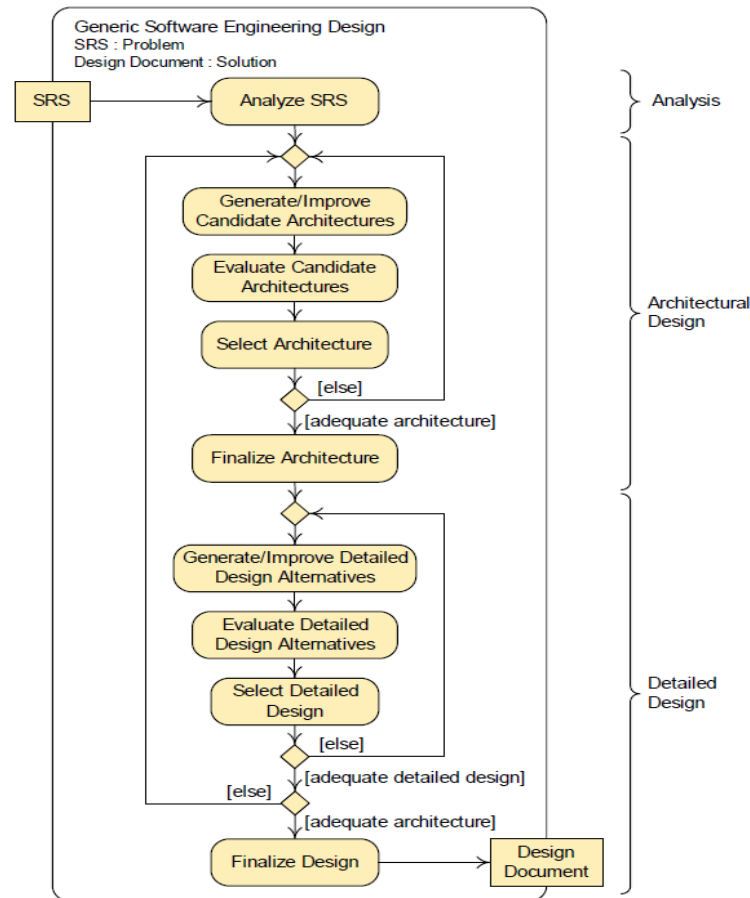 Generic Software Engineering Design
SRS : Problem
Design Document : Solution
SRS
Analyze SRS
Analysis
Generate/Improve
Candidate Architectures
Evaluate Candidate
Architectures
Architectural
Design
Select Architecture
[else]
[adequate architecture]
Finalize Architecture
Generate/Improve Detailed
Design Alternatives
Evaluate Detailed
Design Alternatives
Select Detailed
Design
Detailed
Design
[else]
[adequate detailed design]
[else]
[adequate architecture]
Finalize Design
Design
Document